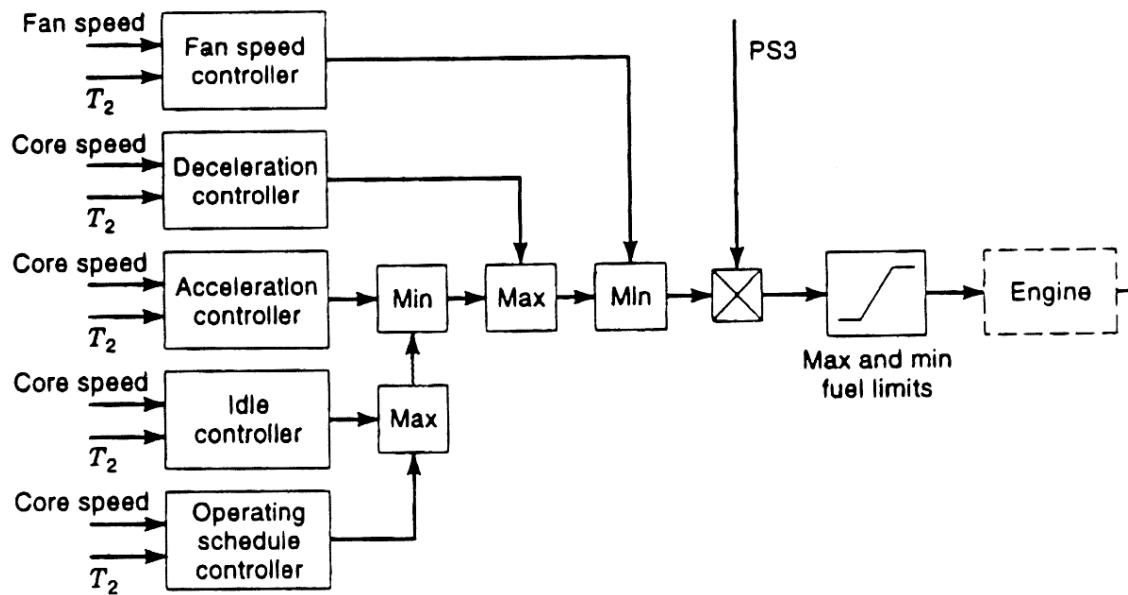 Fan speed
T2
Fan speed
controller
PS3
Core speed
T2
Deceleration
controller
Core speed
T2
Acceleration
controller
Min
Max
Min
Engine
Max and min
fuel limits
Core speed
T2
Idle
controller
Max
Core speed
T2
Operating
schedule
controller